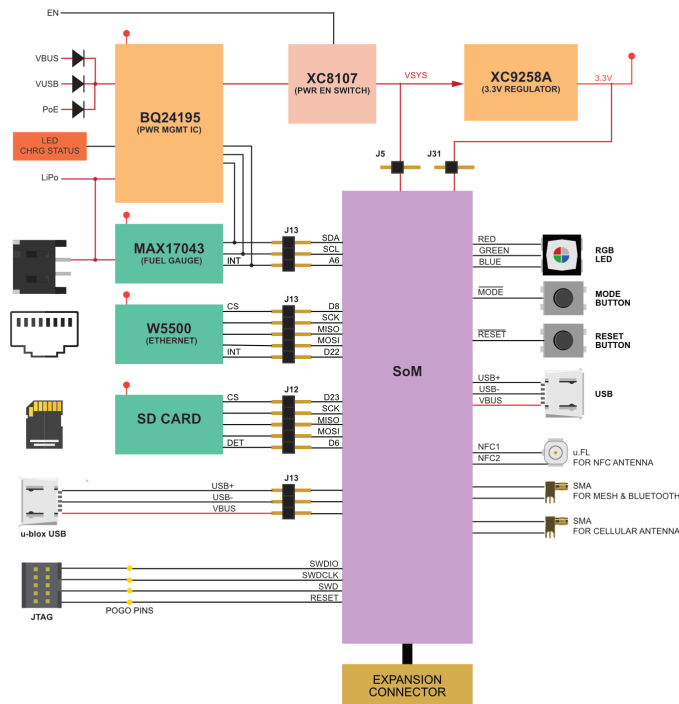 EN
VBUS
VUSB
PoE
BQ24195
(PWR MGMT IC)
XC8107
(PWR EN SWITCH)
VSYS
XC9258A
(3.3V REGULATOR)
3.3V
LED
CHRG STATUS
LiPo
J5
J31
MAX17043
(FUEL GAUGE)
INT
J13
SDA
SCL
A6
W5500
(ETHERNET)
CS
INT
J13
D8
SCK
MISO
MOSI
D22
SD CARD
CS
DET
J12
D23
SCK
MISO
MOSI
D6
u-blox USB
USB+
USB-
VBUS
J13
JTAG
POGO PINS
SWDIO
SWDCLK
SWD
RESET
SoM
RED
GREEN
BLUE
RGB
LED
MODE
MODE
BUTTON
RESET
RESET
BUTTON
USB+
USB-
VBUS
USB
NFC1
NFC2
u.FL
FOR NFC ANTENNA
SMA
FOR MESH & BLUETOOTH
SMA
FOR CELLULAR ANTENNA
EXPANSION
CONNECTOR